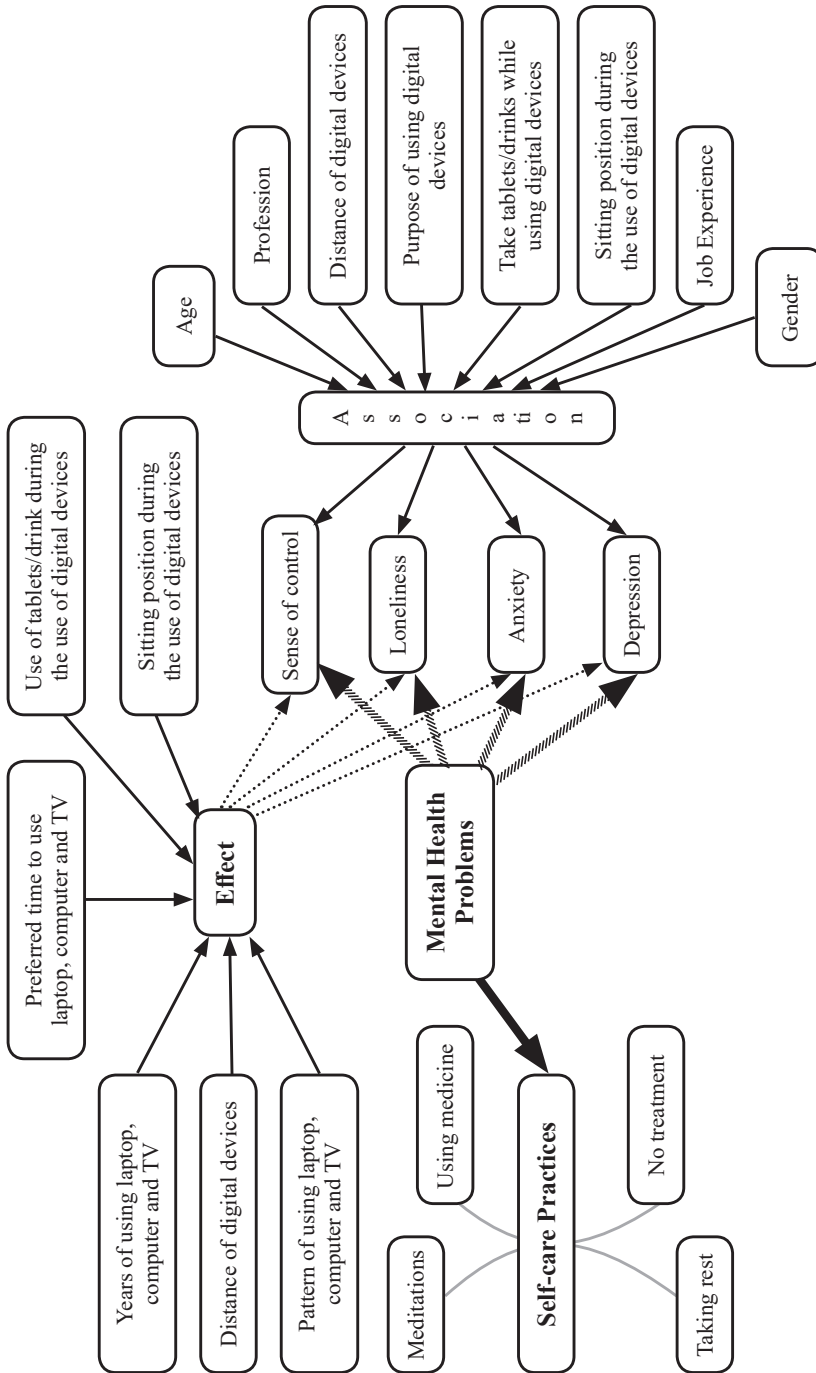 Use of tablets/drink during
the use of digital devices
Preferred time to use
laptop, computer and TV
Sitting position during
the use of digital devices
Years of using laptop,
computer and TV
Distance of digital devices
Pattern of using laptop,
computer and TV
Effect
Age
Profession
Distance of digital devices
Purpose of using digital
devices
Take tablets/drinks while
using digital devices
Sitting position during
the use of digital devices
Job Experience
Gender
Association
Sense of control
Loneliness
Anxiety
Depression
Mental Health
Problems
Meditations
Using medicine
Self-care Practices
Taking rest
No treatment